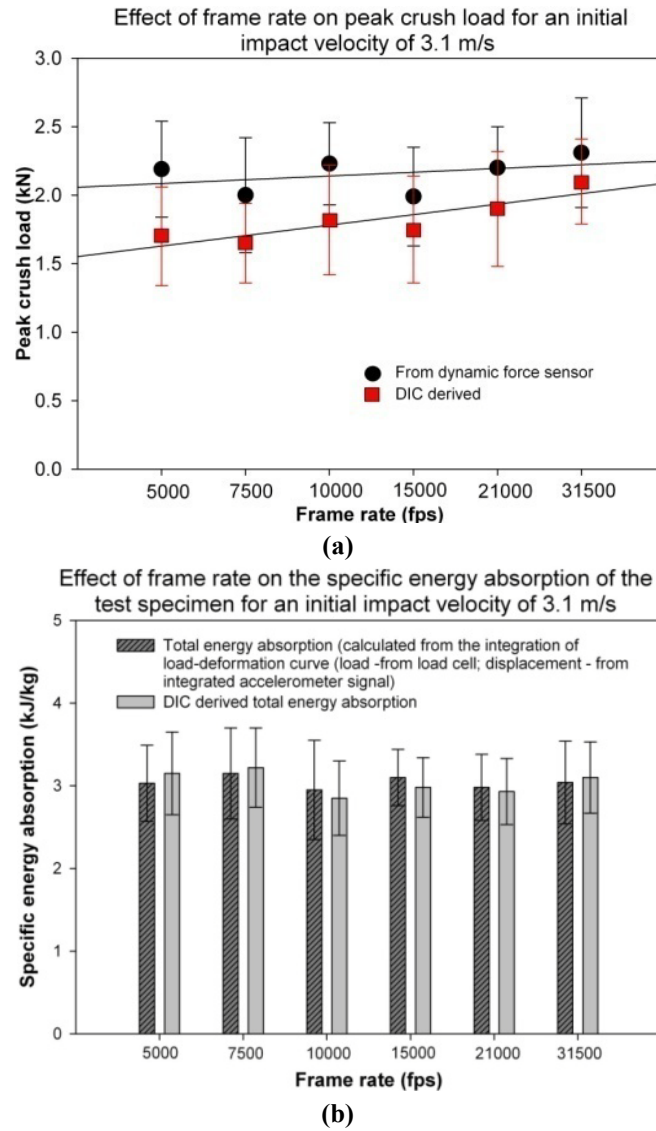 Effect of frame rate on peak crush load for an initial
impact velocity of 3.1 m/s
3.0
2.5
2.0
1.5
1.0
0.5
0.0
Peak crush load (kN)
From dynamic force sensor
DIC derived
5000 7500 10000 15000 21000 31500
Frame rate (fps)
(a)
Effect of frame rate on the specific energy absorption of the
test specimen for an initial impact velocity of 3.1 m/s
5
4
3
2
1
0
Specific energy absorption (kJ/kg)
Total energy absorption (calculated from the integration of
load-deformation curve (load -from load cell; displacement - from
integrated accelerometer signal)
DIC derived total energy absorption
5000 7500 10000 15000 21000 31500
Frame rate (fps)
(b)